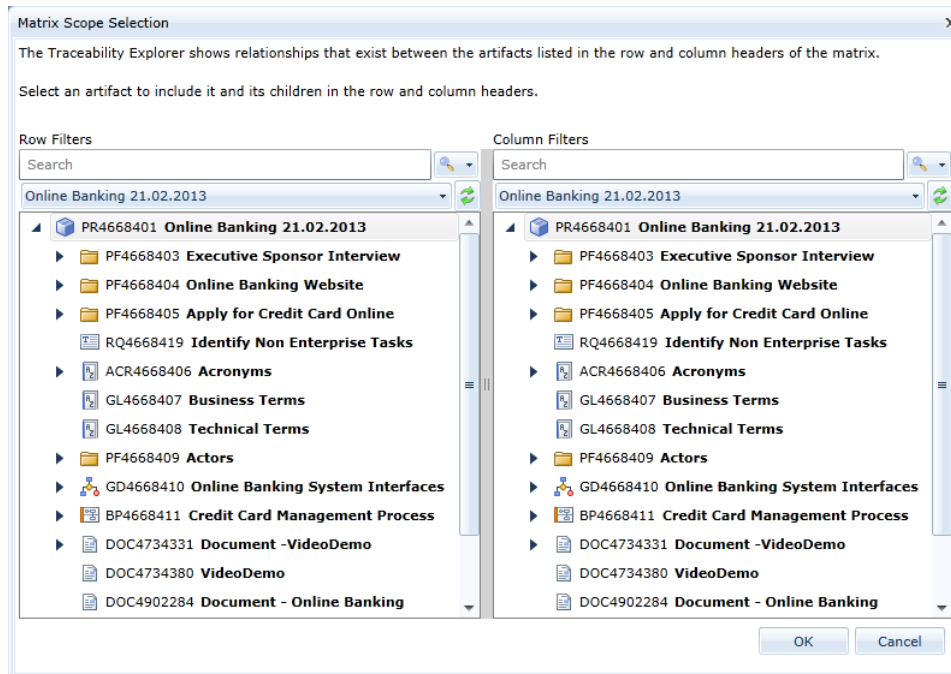 Matrix Scope Selection
The Traceability Explorer shows relationships that exist between the artifacts listed in the row and column headers of the matrix.
Select an artifact to include it and its children in the row and column headers.
Row Filters
Search
Online Banking 21.02.2013
PR4668401 Online Banking 21.02.2013
PF4668403 Executive Sponsor Interview
PF4668404 Online Banking Website
PF4668405 Apply for Credit Card Online
RQ4668419 Identify Non Enterprise Tasks
ACR4668406 Acronyms
GL4668407 Business Terms
GL4668408 Technical Terms
PF4668409 Actors
GD4668410 Online Banking System Interfaces
BP4668411 Credit Card Management Process
DOC4734331 Document -VideoDemo
DOC4734380 VideoDemo
DOC4902284 Document - Online Banking
Column Filters
Search
Online Banking 21.02.2013
PR4668401 Online Banking 21.02.2013
PF4668403 Executive Sponsor Interview
PF4668404 Online Banking Website
PF4668405 Apply for Credit Card Online
RQ4668419 Identify Non Enterprise Tasks
ACR4668406 Acronyms
GL4668407 Business Terms
GL4668408 Technical Terms
PF4668409 Actors
GD4668410 Online Banking System Interfaces
BP4668411 Credit Card Management Process
DOC4734331 Document -VideoDemo
DOC4734380 VideoDemo
DOC4902284 Document - Online Banking
OK
Cancel